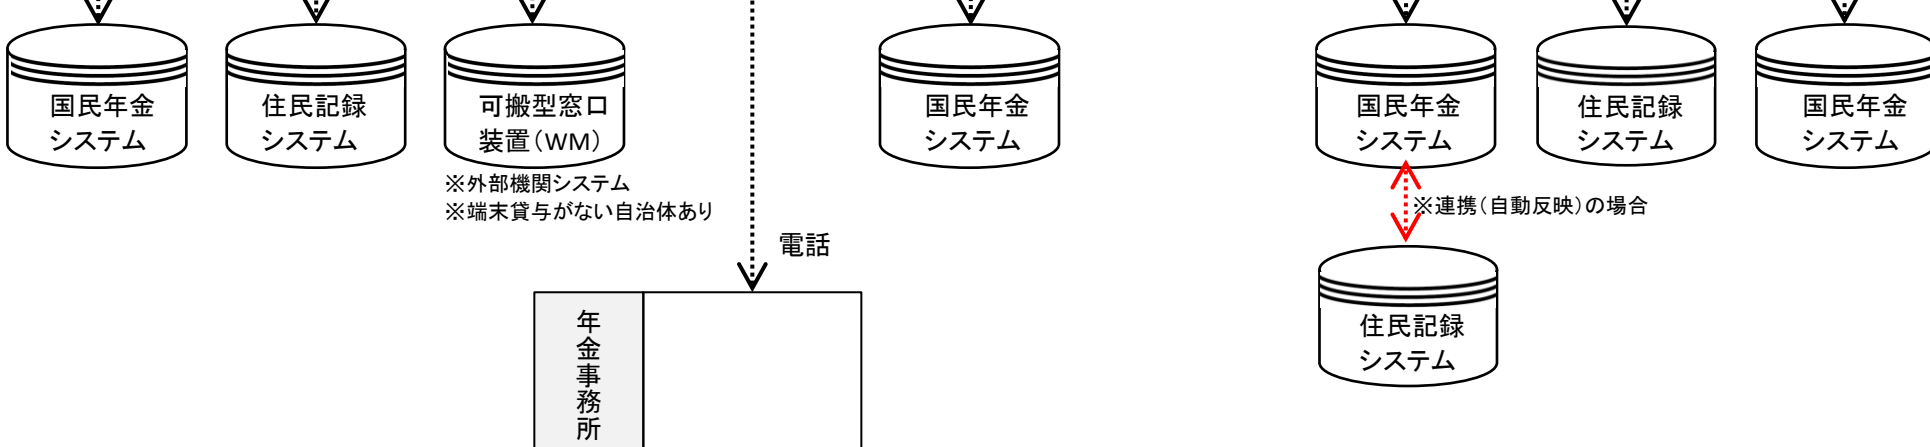 国民年金
システム
住民記録
システム
可搬型窓口
装置(WM)
※外部機関システム
※端末貸与がない自治体あり
国民年金
システム
国民年金
システム
住民記録
システム
国民年金
システム
※連携(自動反映)の場合
電話
住民記録
システム
年金事務所